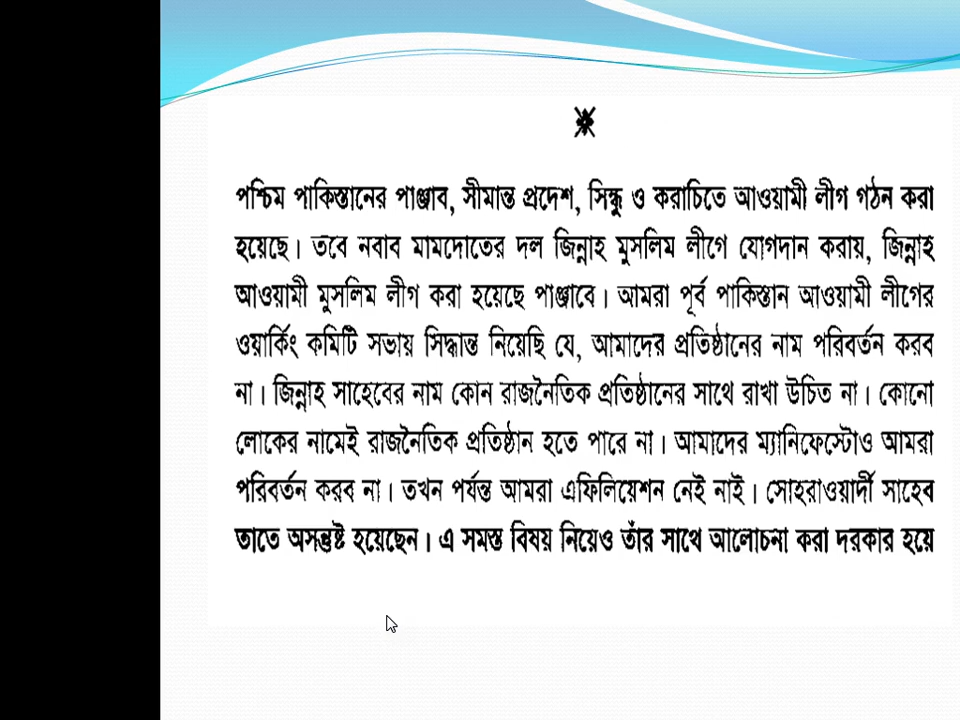 পশ্চিম পাকিস্তানের পাঞ্জাব, সীমান্ত প্রদেশ, সিন্ধু ও করাচিতে আওয়ামী লীগ গঠন করা
হয়েছে। তবে নবাব মামদোতের দল জিন্নাহ মুসলিম লীগে যোগদান করায়, জিন্নাহ
আওয়ামী মুসলিম লীগ করা হয়েছে পাঞ্জাবে। আমরা পূর্ব পাকিস্তান আওয়ামী লীগের
ওয়ার্কিং কমিটি সভায় সিদ্ধান্ত নিয়েছি যে, আমাদের প্রতিষ্ঠানের নাম পরিবর্তন করব
না। জিন্নাহ সাহেবের নাম কোন রাজনৈতিক প্রতিষ্ঠানের সাথে রাখা উচিত না। কোনো
লোকের নামেই রাজনৈতিক প্রতিষ্ঠান হতে পারে না। আমাদের ম্যানিফেস্টোও আমরা
পরিবর্তন করব না। তখন পর্যন্ত আমরা এফিলিয়েশন নেই নাই। সোহরাওয়ার্দী সাহেব
তাতে অসন্তুষ্ট হয়েছেন। এ সমস্ত বিষয় নিয়েও তাঁর সাথে আলোচনা করা দরকার হয়ে